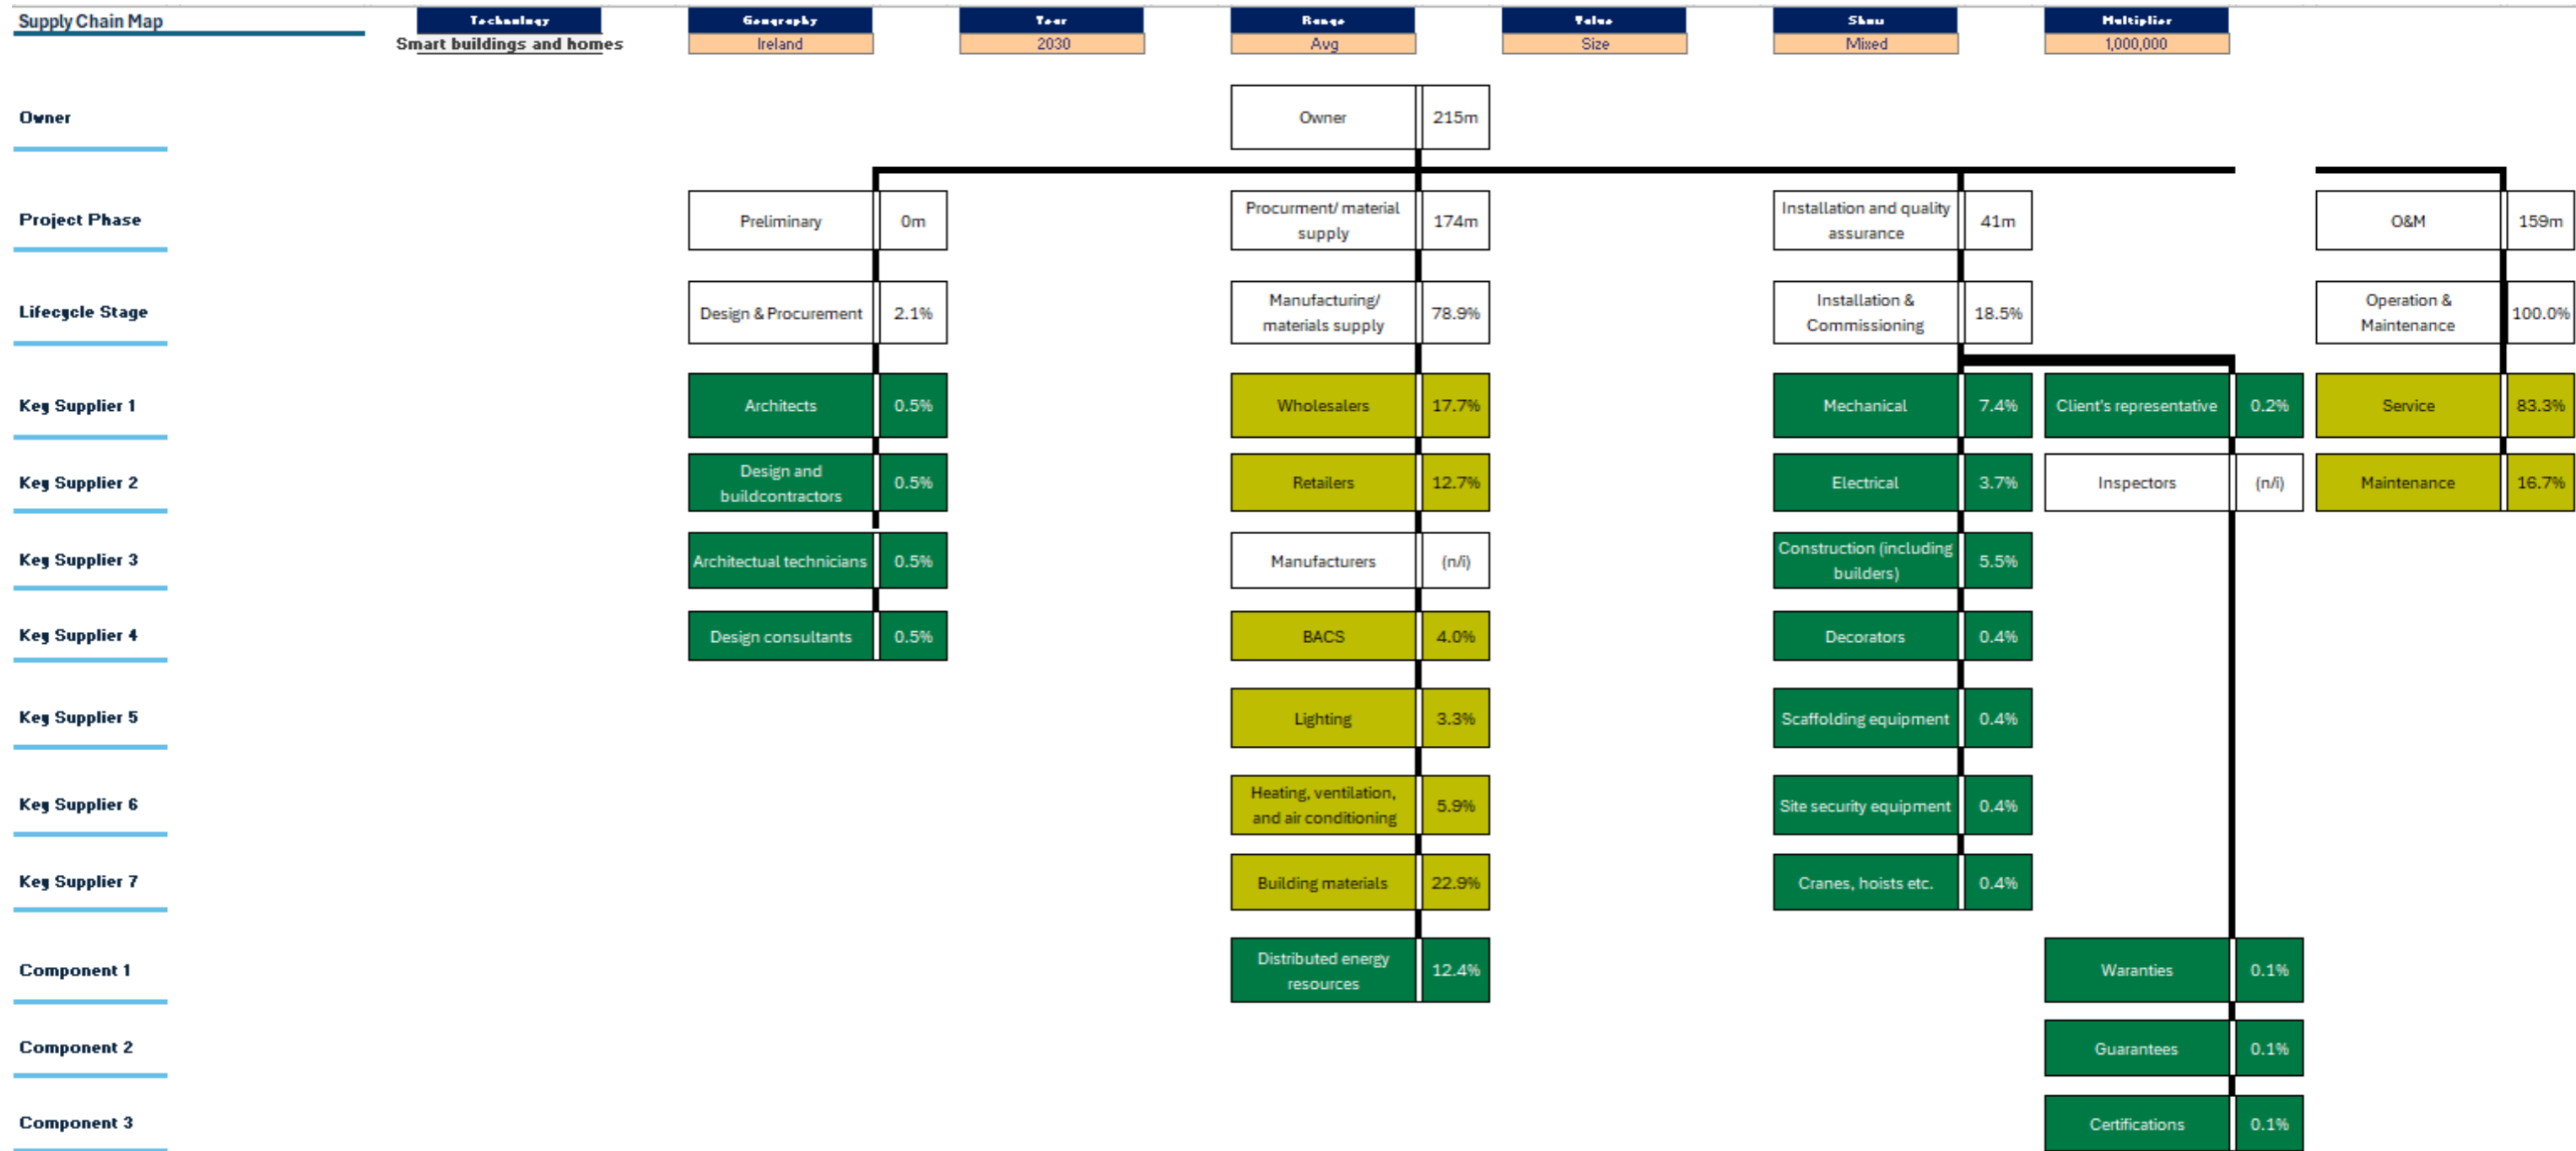 Supply Chain Map
Technology
Geography
Year
Range
Value
Show
Multiplier
Smart buildings and homes
Ireland
2030
Avg
Size
Mixed
1,000,000
Owner
Owner
215m
Project Phase
Preliminary
0m
Procurment/ material
supply
174m
Installation and quality
assurance
41m
O&M
159m
Lifecycle Stage
Design & Procurement
2.1%
Manufacturing/
materials supply
78.9%
Installation &
Commissioning
18.5%
Operation &
Maintenance
100.0%
Key Supplier 1
Architects
0.5%
Wholesalers
17.7%
Mechanical
7.4%
Client's representative
0.2%
Service
83.3%
Key Supplier 2
Design and
buildcontractors
0.5%
Retailers
12.7%
Electrical
3.7%
Inspectors
(n/i)
Maintenance
16.7%
Key Supplier 3
Architectual technicians
0.5%
Manufacturers
(n/i)
Construction (including
builders)
5.5%
Key Supplier 4
Design consultants
0.5%
BACS
4.0%
Decorators
0.4%
Key Supplier 5
Lighting
3.3%
Scaffolding equipment
0.4%
Key Supplier 6
Heating, ventilation,
and air conditioning
5.9%
Site security equipment
0.4%
Key Supplier 7
Building materials
22.9%
Cranes, hoists etc.
0.4%
Component 1
Distributed energy
resources
12.4%
Waranties
0.1%
Component 2
Guarantees
0.1%
Component 3
Certifications
0.1%